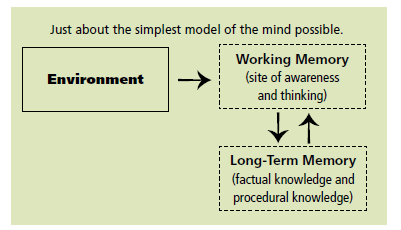 Just about the simplest model of the mind possible.
Environment
Working Memory
(site of awareness
and thinking)
Long-Term Memory
(factual knowledge and
procedural knowledge)